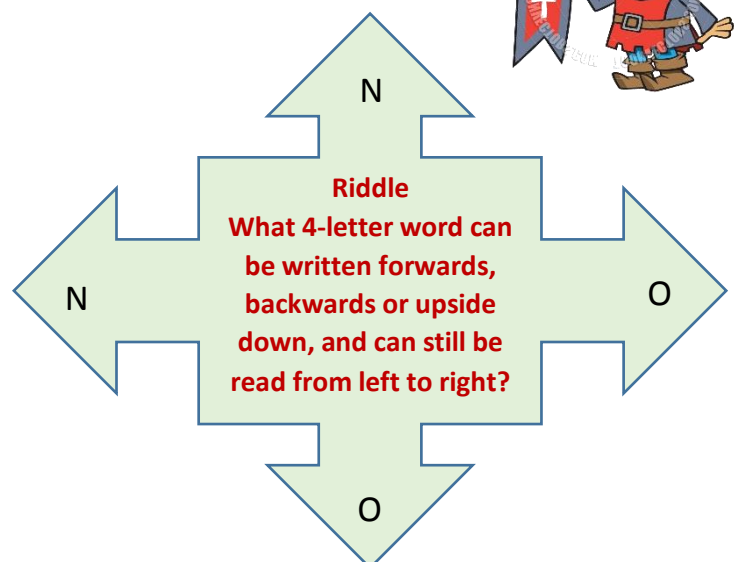 N
Riddle
What 4-letter word can
be written forwards,
backwards or upside
down, and can still be
read from left to right?
N
O
O